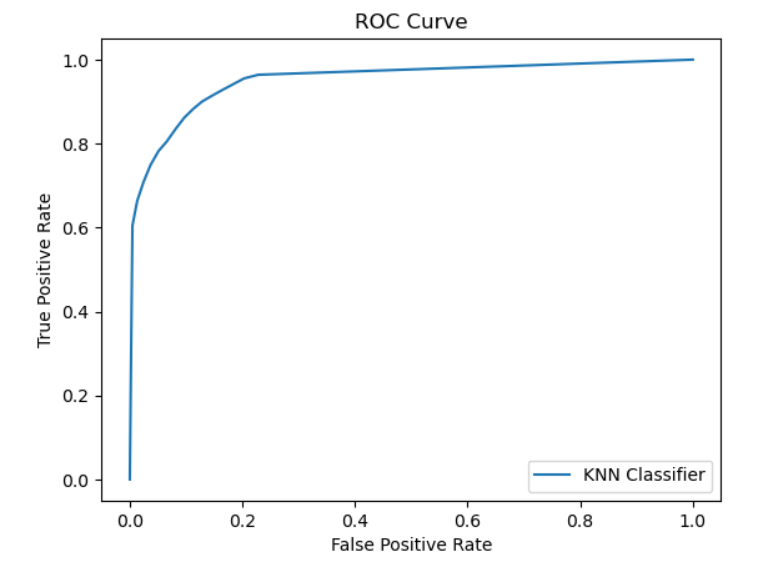 ROC Curve
True Positive Rate
1.0
0.8
0.6
0.4
0.2
0.0
KNN Classifier
0.0 0.2 0.4 0.6 0.8 1.0
False Positive Rate